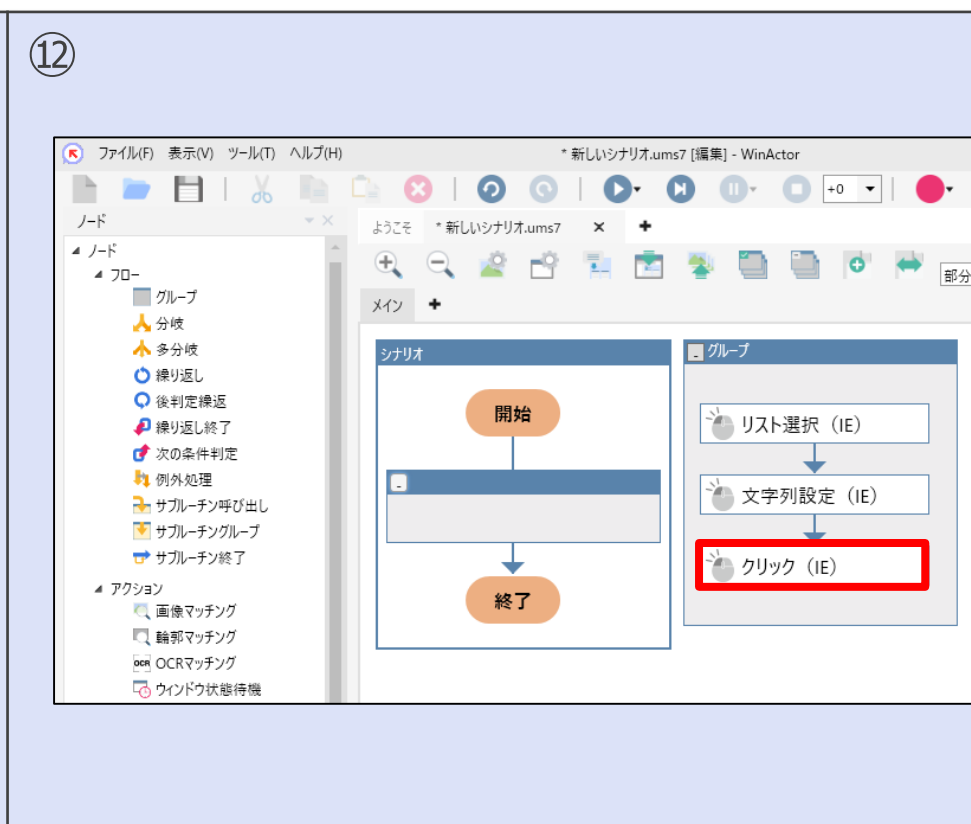 ⑫
ファイル(F) 表示(V) ツール(T) ヘルプ(H)
* 新しいシナリオ.ums7 [編集] - WinActor
+0
ノード
ようこそ * 新しいシナリオ.ums7
ノード
フロー
グループ
分岐
多分岐
繰り返し
後判定繰返
繰り返し終了
次の条件判定
例外処理
サブルーチン呼び出し
サブルーチングループ
サブルーチン終了
アクション
画像マッチング
輪郭マッチング
OCR OCRマッチング
ウィンドウ状態待機
部分
メイン
シナリオ
開始
終了
グループ
リスト選択（IE）
文字列設定（IE）
クリック（IE）